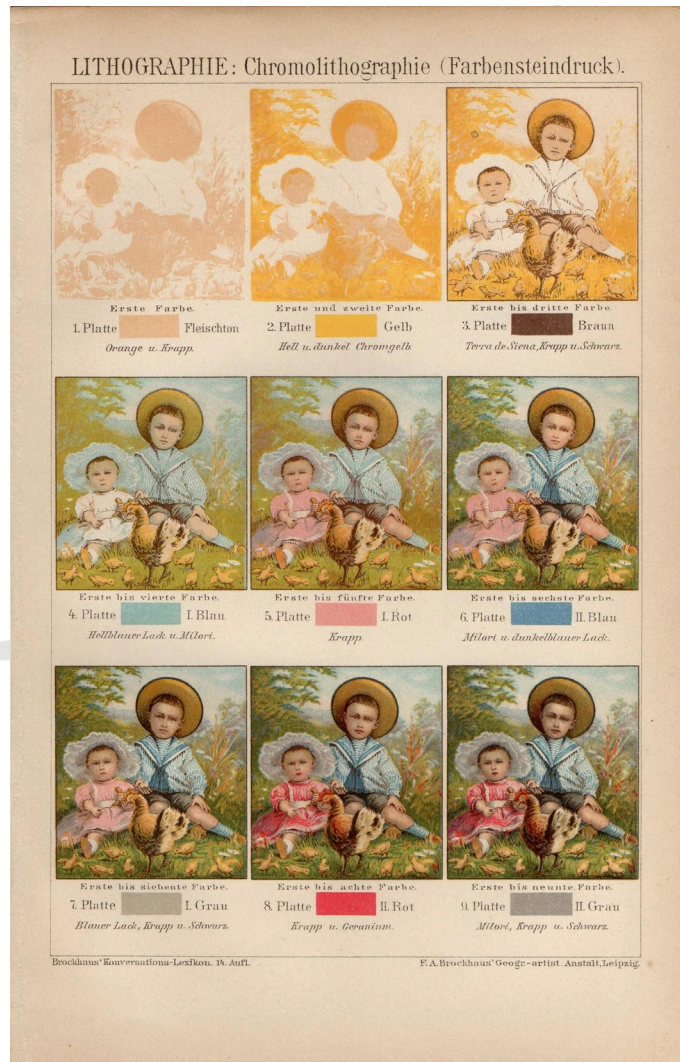 LITHOGRAPHIE: Chromolithographie (Farbensteindruck).
Erste Farbe.
1. Platte Fleischton
Orange u. Krapp.
Erste und zweite Farbe.
2. Platte Gelb
Hell u. dunkel Chromgelb.
Erste bis dritte Farbe.
3. Platte Braun
Terra de Siena, Krapp u. Schwarz.
Erste bis vierte Farbe.
4. Platte I. Blau
Hellblauer Lack u. Milori.
Erste bis fünfte Farbe.
5. Platte I. Rot
Krapp.
Erste bis sechste Farbe.
6. Platte II. Blau
Milori u. dunkelblauer Lack.
Erste bis siebente Farbe.
7. Platte I. Grau
Blauer Lack, Krapp u. Schwarz.
Erste bis achte Farbe.
8. Platte II. Rot
Krapp u. Geranium.
Erste bis neunte Farbe.
9. Platte II. Grau
Milori, Krapp u. Schwarz.
Brockhaus' Konversations-Lexikon. 14. Aufl.
F. A. Brockhaus' Geogr.-artist. Anstalt, Leipzig.